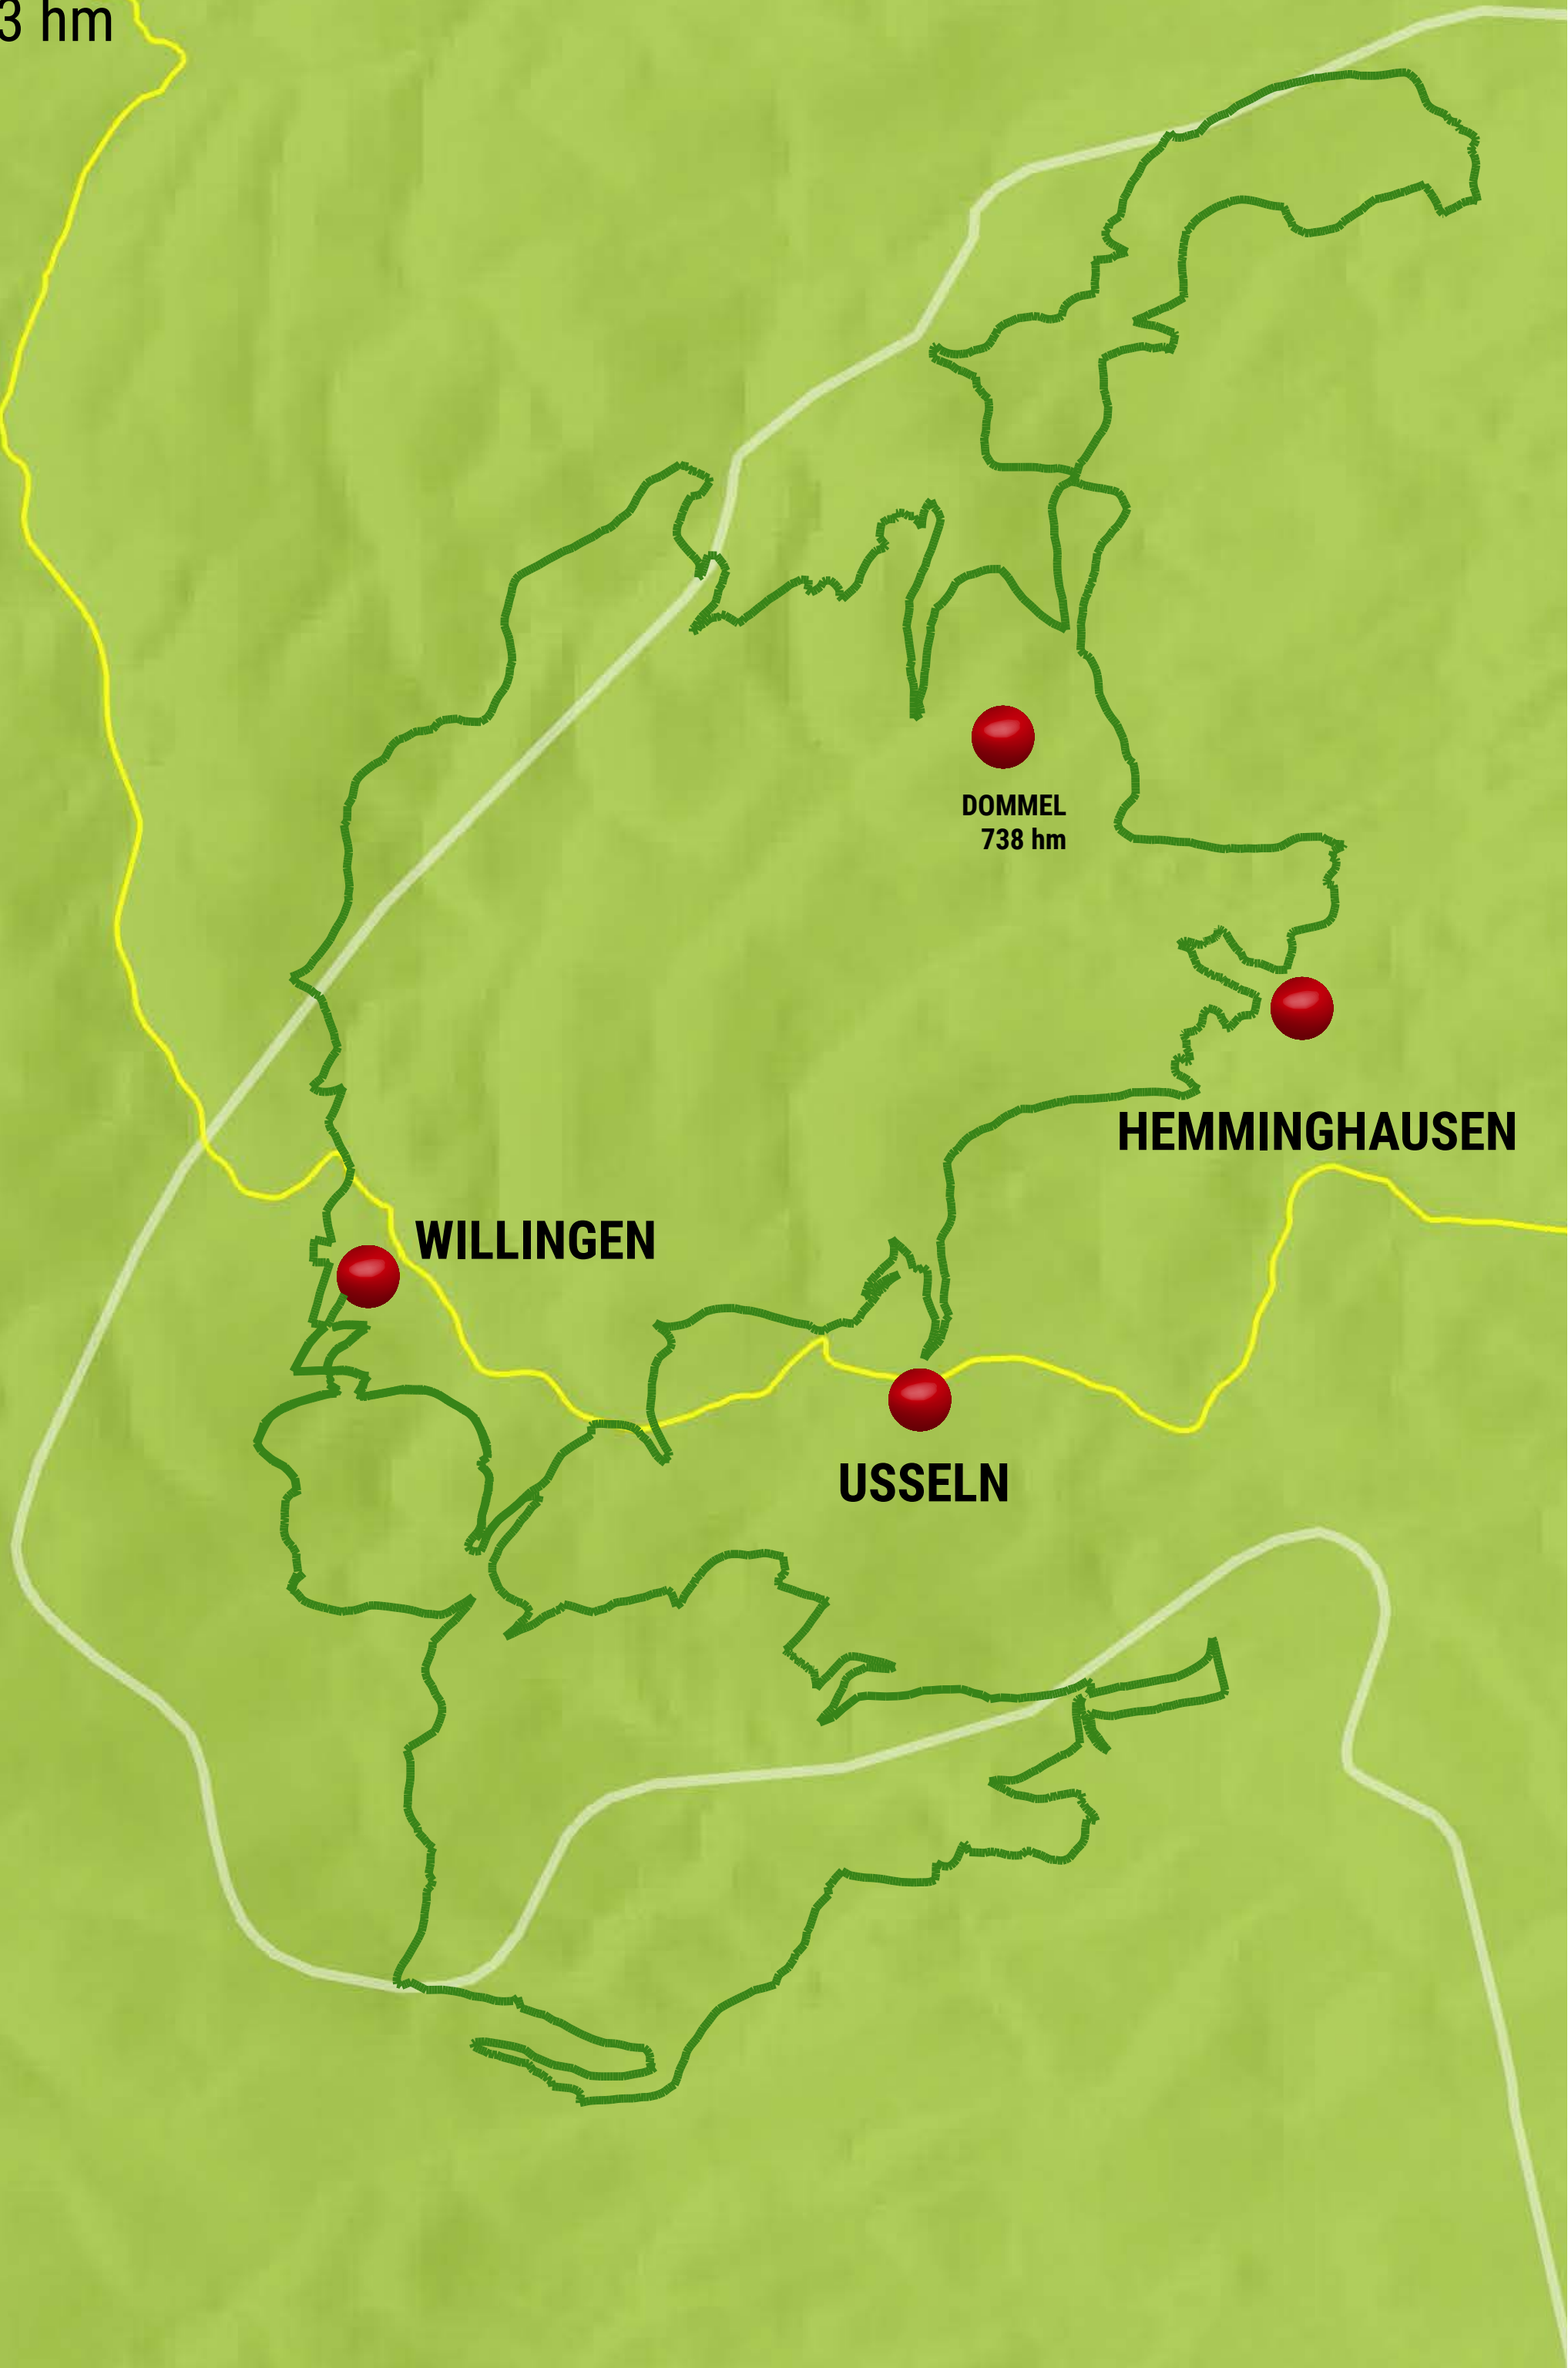 3 hm
DOMMEL
738 hm
HEMMINGHAUSEN
WILLINGEN
USSELN